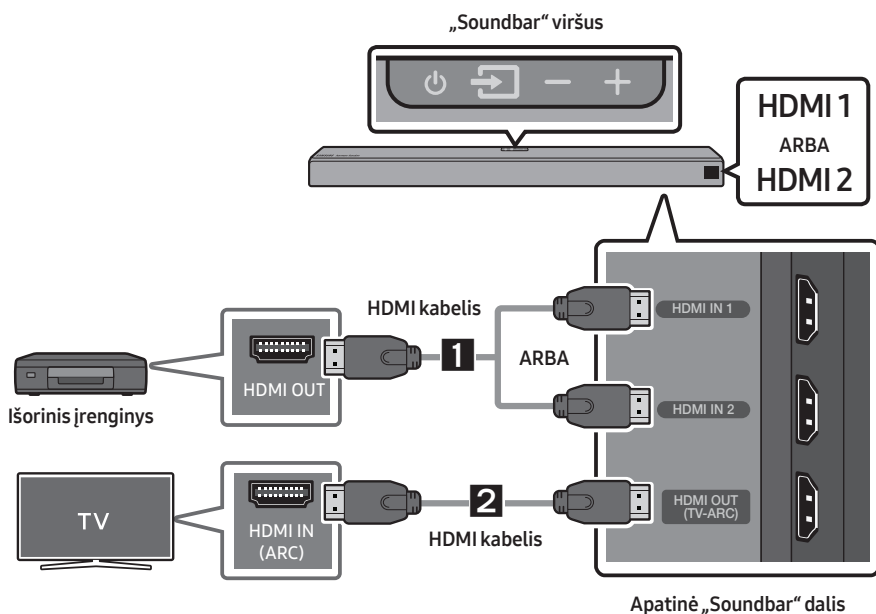 „Soundbar“ viršus
HDMI 1
ARBA
HDMI 2
HDMI kabelis
HDMI IN 1
HDMI OUT
1
ARBA
HDMI IN 2
Išorinis įrenginys
TV
HDMI IN
(ARC)
2
HDMI kabelis
HDMI OUT
(TV-ARC)
Apatinė „Soundbar“ dalis